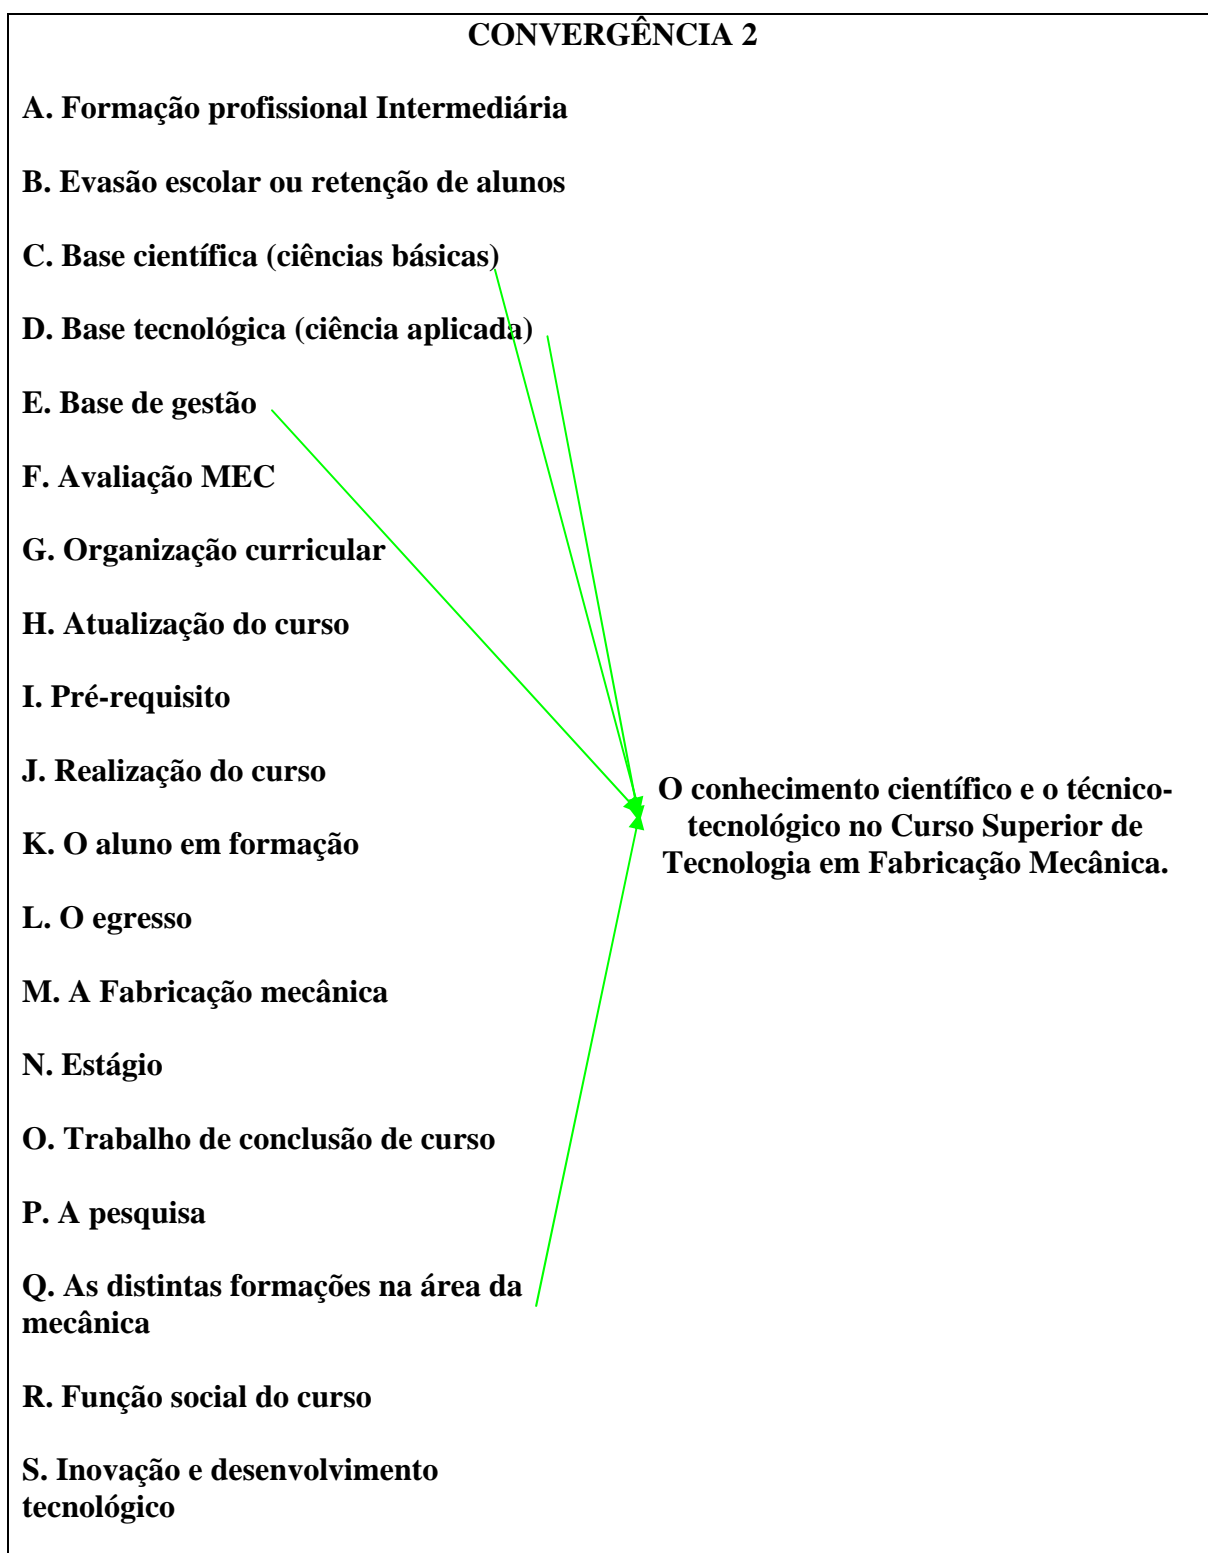 CONVERGÊNCIA 2
A. Formação profissional Intermediária
B. Evasão escolar ou retenção de alunos
C. Base científica (ciências básicas)
D. Base tecnológica (ciência aplicada)
E. Base de gestão
F. Avaliação MEC
G. Organização curricular
H. Atualização do curso
I. Pré-requisito
J. Realização do curso
K. O aluno em formação
L. O egresso
M. A Fabricação mecânica
N. Estágio
O. Trabalho de conclusão de curso
P. A pesquisa
Q. As distintas formações na área da
mecânica
R. Função social do curso
S. Inovação e desenvolvimento
tecnológico
O conhecimento científico e o técnico-
tecnológico no Curso Superior de
Tecnologia em Fabricação Mecânica.